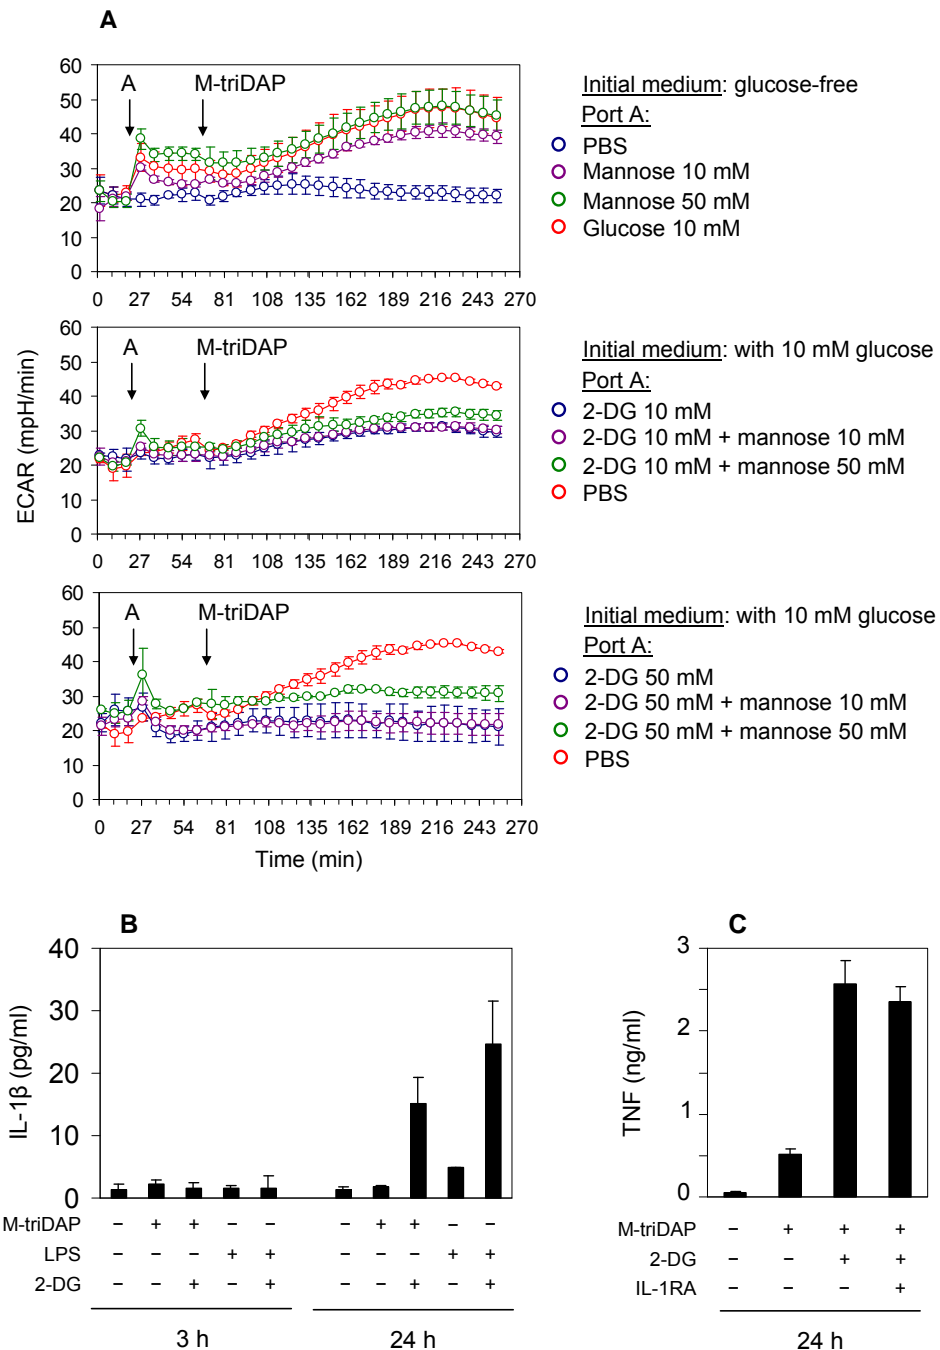 A
60
50
40
30
20
10
0
A
M-triDAP
0 27 54 81 108 135 162 189 216 243 270
Initial medium: glucose-free
Port A:
PBS
Mannose 10 mM
Mannose 50 mM
Glucose 10 mM
ECAR (mpH/min)
60
50
40
30
20
10
0
A
M-triDAP
0 27 54 81 108 135 162 189 216 243 270
Initial medium: with 10 mM glucose
Port A:
2-DG 10 mM
2-DG 10 mM + mannose 10 mM
2-DG 10 mM + mannose 50 mM
PBS
60
50
40
30
20
10
0
A
M-triDAP
0 27 54 81 108 135 162 189 216 243 270
Time (min)
Initial medium: with 10 mM glucose
Port A:
2-DG 50 mM
2-DG 50 mM + mannose 10 mM
2-DG 50 mM + mannose 50 mM
PBS
B
IL-1β (pg/ml)
40
30
20
10
0
M-triDAP – + + – – – + + – –
LPS – – – + + – – – + +
2-DG – – + – + – – + – +
3 h 24 h
C
TNF (ng/ml)
3
2
1
0
M-triDAP – + + +
2-DG – – + +
IL-1RA – – – +
24 h